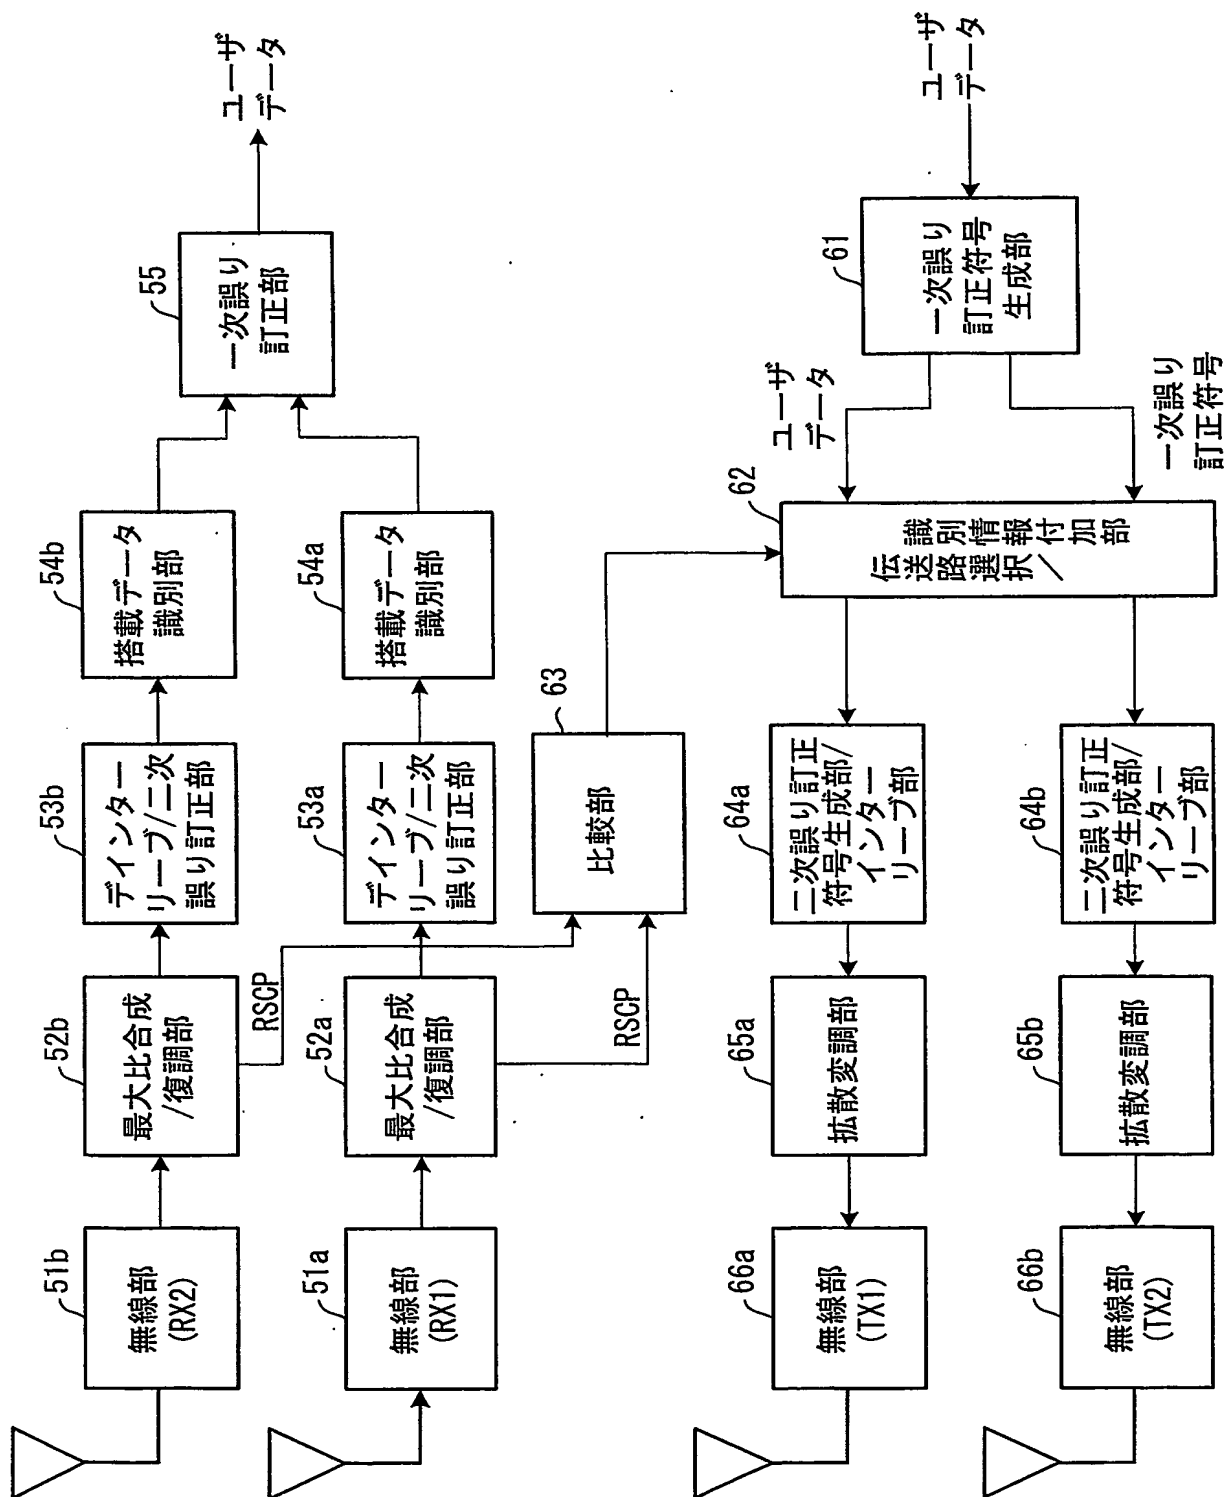 51b
無線部
(RX2)
52b
最大比合成
/復調部
RSCP
53b
デインター
リーブ/二次
誤り訂正部
54b
搭載データ
識別部
51a
無線部
(RX1)
52a
最大比合成
/復調部
RSCP
53a
デインター
リーブ/二次
誤り訂正部
54a
搭載データ
識別部
55
一次誤り
訂正部
ユーザ
データ
63
比較部
ユーザ
データ
61
一次誤り
訂正符号
生成部
ユーザ
データ
一次誤り
訂正符号
62
伝送路選択/
識別情報付加部
64a
二次誤り訂正
符号生成部/
インター
リーブ部
65a
拡散変調部
66a
無線部
(TX1)
64b
二次誤り訂正
符号生成部/
インター
リーブ部
65b
拡散変調部
66b
無線部
(TX2)